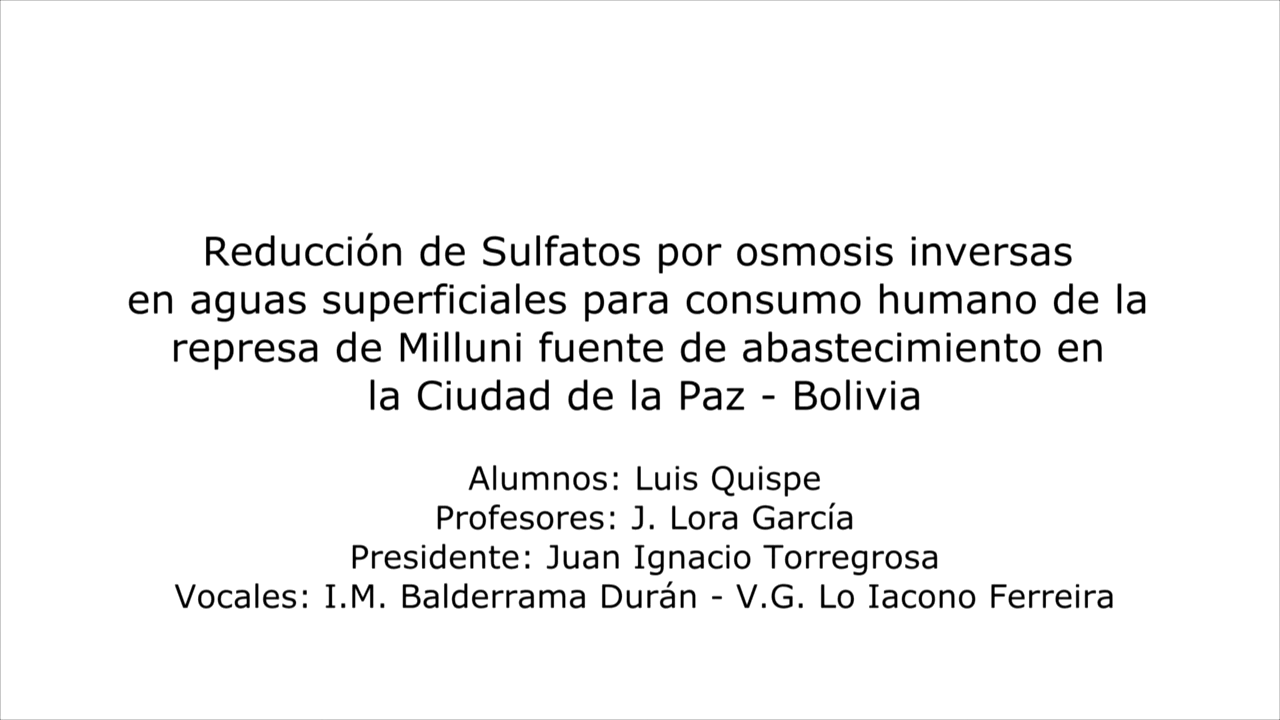 Reducción de Sulfatos por osmosis inversas
en aguas superficiales para consumo humano de la
represa de Milluni fuente de abastecimiento en
la Ciudad de la Paz - Bolivia
Alumnos: Luis Quispe
Profesores: J. Lora García
Presidente: Juan Ignacio Torregrosa
Vocales: I.M. Balderrama Durán - V.G. Lo Iacono Ferreira